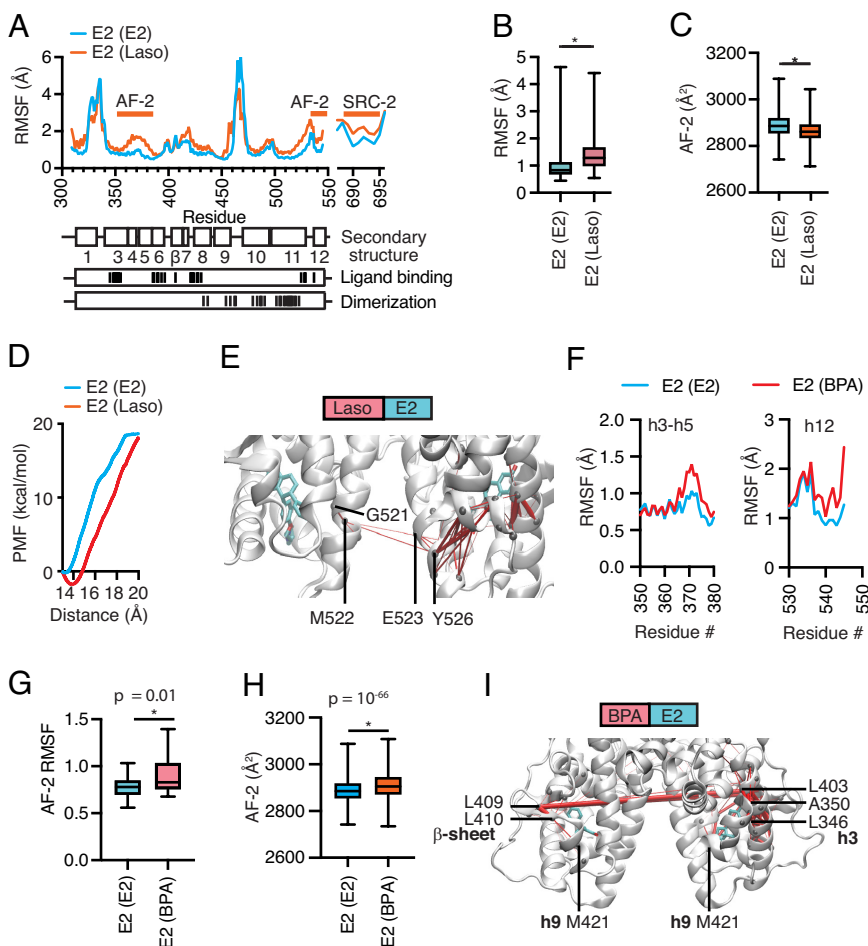 A
E2 (E2)
E2 (Laso)
RMSF (Å)
6
4
2
0
AF-2
AF-2
SRC-2
300
350
400
450
500
550
690
695
Residue
1
3
4
5
6
β
7
8
9
10
11
12
Secondary
structure
Ligand binding
Dimerization
B
*
RMSF (Å)
5
4
3
2
1
0
E2 (E2)
E2 (Laso)
C
*
AF-2 (Å²)
3200
3000
2800
2600
E2 (E2)
E2 (Laso)
D
E2 (E2)
E2 (Laso)
PMF (kcal/mol)
20
10
0
14
16
18
20
Distance (Å)
E
Laso
E2
G521
M522
E523
Y526
F
E2 (E2)
E2 (BPA)
h3-h5
RMSF (Å)
2.0
1.5
1.0
0.5
0.0
350
360
370
380
Residue #
h12
RMSF (Å)
3
2
1
0
530
540
550
Residue #
G
p = 0.01
*
AF-2 RMSF
1.5
1.0
0.5
0.0
E2 (E2)
E2 (BPA)
H
p = 10⁻⁶⁶
*
AF-2 (Å²)
3200
3000
2800
2600
E2 (E2)
E2 (BPA)
I
BPA
E2
L409
L410
β-sheet
L403
A350
L346
h3
h9 M421
h9 M421